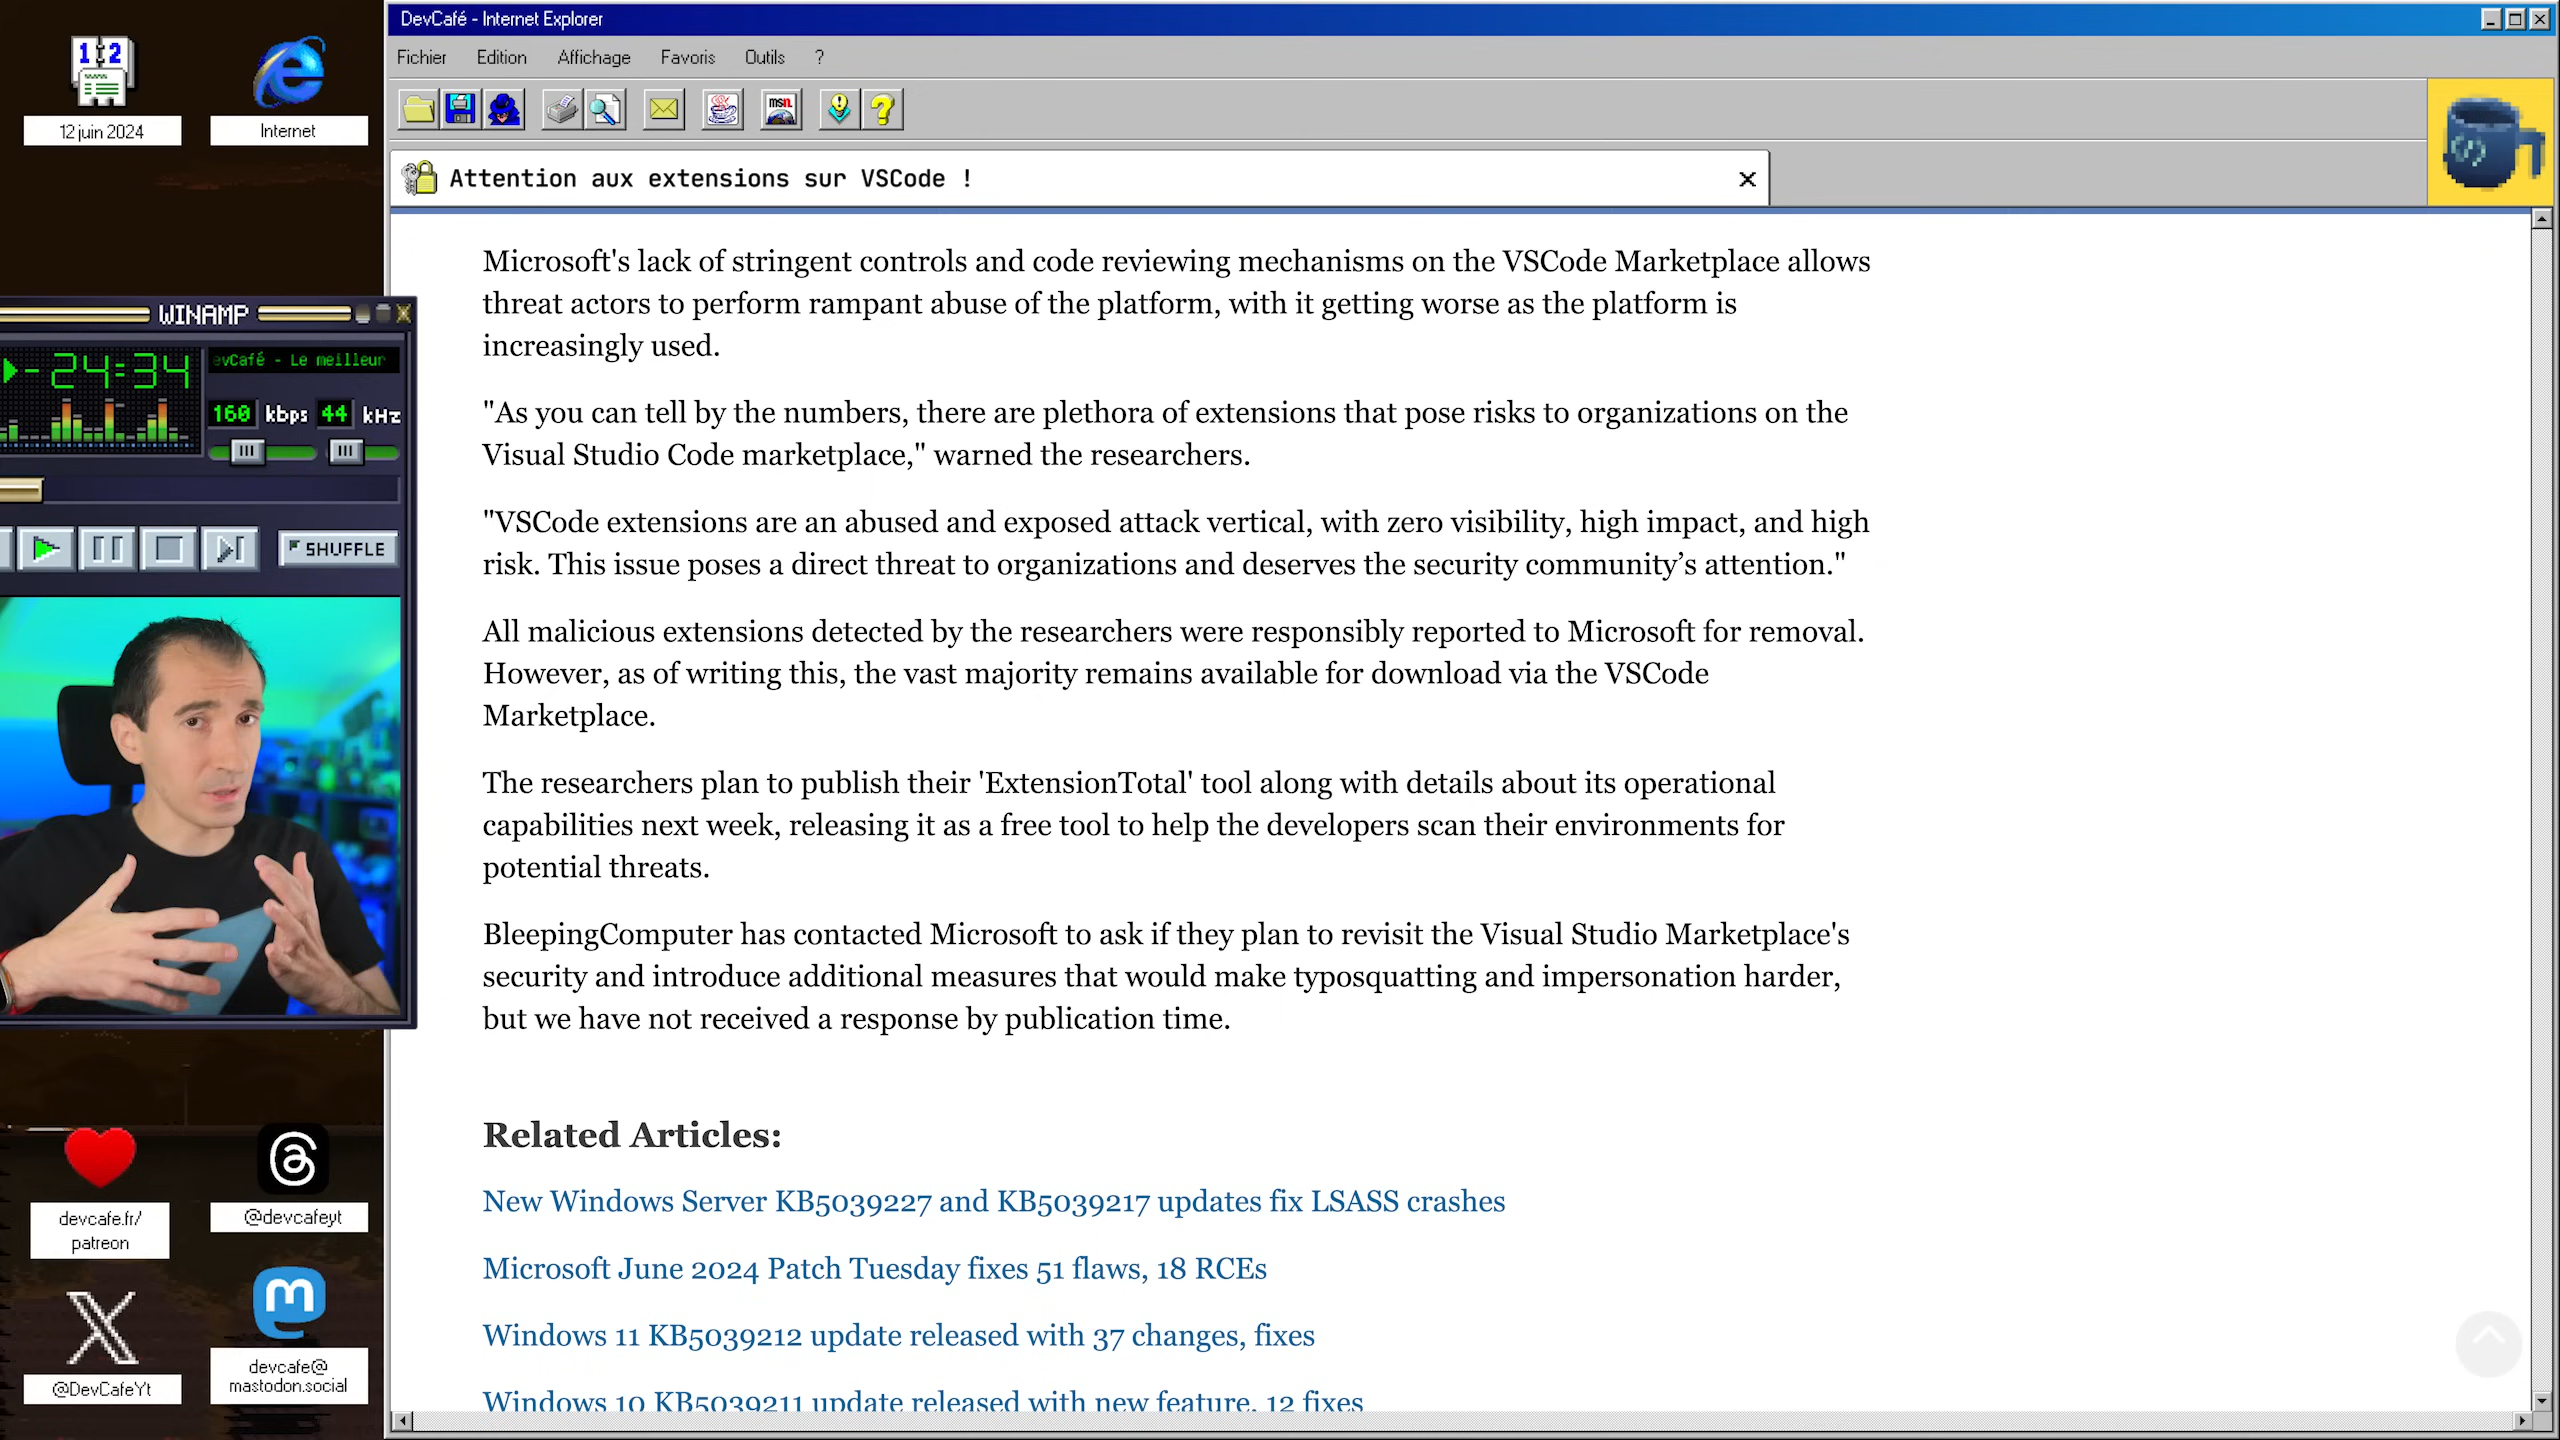 DevCafé - Internet Explorer
Fichier Edition Affichage Favoris Outils ?
msn
12
12 juin 2024
Internet
Attention aux extensions sur VSCode !
WINAMP
-24:34
evCafé - Le meilleur
160 kbps 44 kHz
SHUFFLE
Microsoft's lack of stringent controls and code reviewing mechanisms on the VSCode Marketplace allows
threat actors to perform rampant abuse of the platform, with it getting worse as the platform is
increasingly used.
"As you can tell by the numbers, there are plethora of extensions that pose risks to organizations on the
Visual Studio Code marketplace," warned the researchers.
"VSCode extensions are an abused and exposed attack vertical, with zero visibility, high impact, and high
risk. This issue poses a direct threat to organizations and deserves the security community’s attention."
All malicious extensions detected by the researchers were responsibly reported to Microsoft for removal.
However, as of writing this, the vast majority remains available for download via the VSCode
Marketplace.
The researchers plan to publish their 'ExtensionTotal' tool along with details about its operational
capabilities next week, releasing it as a free tool to help the developers scan their environments for
potential threats.
BleepingComputer has contacted Microsoft to ask if they plan to revisit the Visual Studio Marketplace's
security and introduce additional measures that would make typosquatting and impersonation harder,
but we have not received a response by publication time.
Related Articles:
New Windows Server KB5039227 and KB5039217 updates fix LSASS crashes
Microsoft June 2024 Patch Tuesday fixes 51 flaws, 18 RCEs
Windows 11 KB5039212 update released with 37 changes, fixes
Windows 10 KB5039211 update released with new feature, 12 fixes
devcafe.fr/
patreon
@devcafeyt
@DevCafeYt
devcafe@
mastodon.social